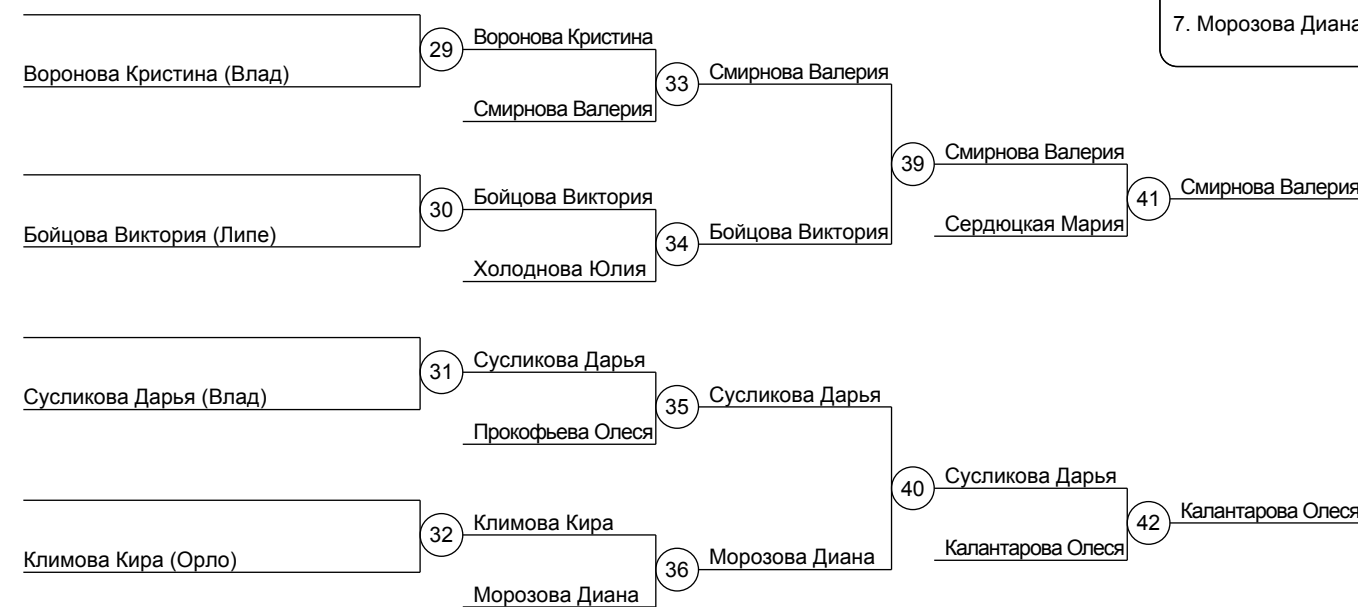 7. Морозова Диана
29
Воронова Кристина
Воронова Кристина (Влад)
33
Смирнова Валерия
Смирнова Валерия
39
Смирнова Валерия
30
Бойцова Виктория
41
Смирнова Валерия
Бойцова Виктория (Липе)
34
Бойцова Виктория
Сердюцкая Мария
Холоднова Юлия
31
Сусликова Дарья
Сусликова Дарья (Влад)
35
Сусликова Дарья
Прокофьева Олеся
40
Сусликова Дарья
32
Климова Кира
42
Калантарова Олеся
Климова Кира (Орло)
36
Морозова Диана
Калантарова Олеся
Морозова Диана